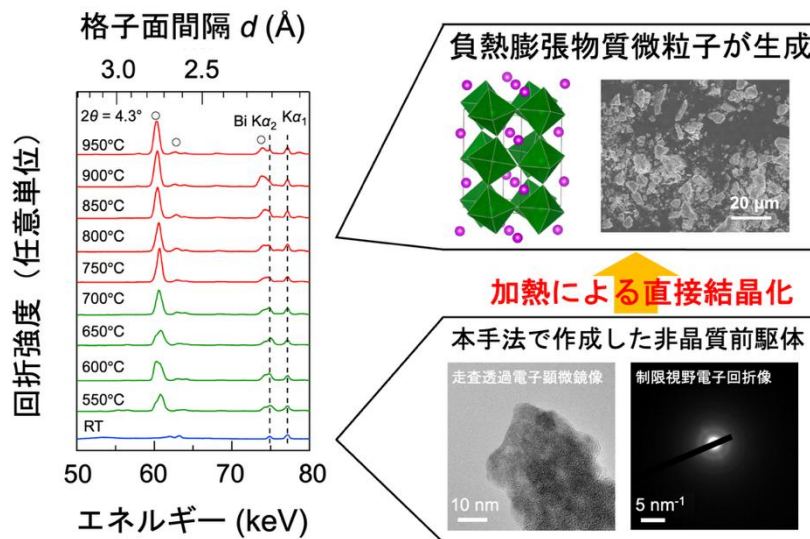 格子面間隔 d (Å)
3.0 2.5
2θ = 4.3°
Bi Kα₂ Kα₁
950°C
900°C
850°C
800°C
750°C
700°C
650°C
600°C
550°C
RT
50 60 70 80
エネルギー (keV)
回折強度（任意単位）
負熱膨張物質微粒子が生成
20 μm
加熱による直接結晶化
本手法で作成した非晶質前駆体
走査透過電子顕微鏡像
10 nm
制限視野電子回折像
5 nm⁻¹